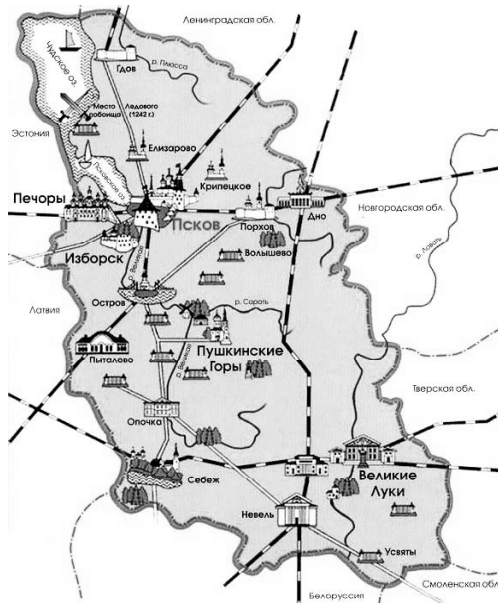 Ленинградская обл.
Чудское оз.
Гдов
р. Плюсса
Место Ледового
побоища (1242 г.)
Эстония
Елизарово
Псковское оз.
Крипецкое
Печоры
Псков
Порхов
Дно
Новгородская обл.
Изборск
Волышево
р. Великая
р. Ловать
Остров
р. Сороть
Латвия
Пыталово
Пушкинские
Горы
р. Великая
Тверская обл.
Опочка
Себеж
Великие
Луки
Невель
Усвяты
Смоленская обл.
Белоруссия